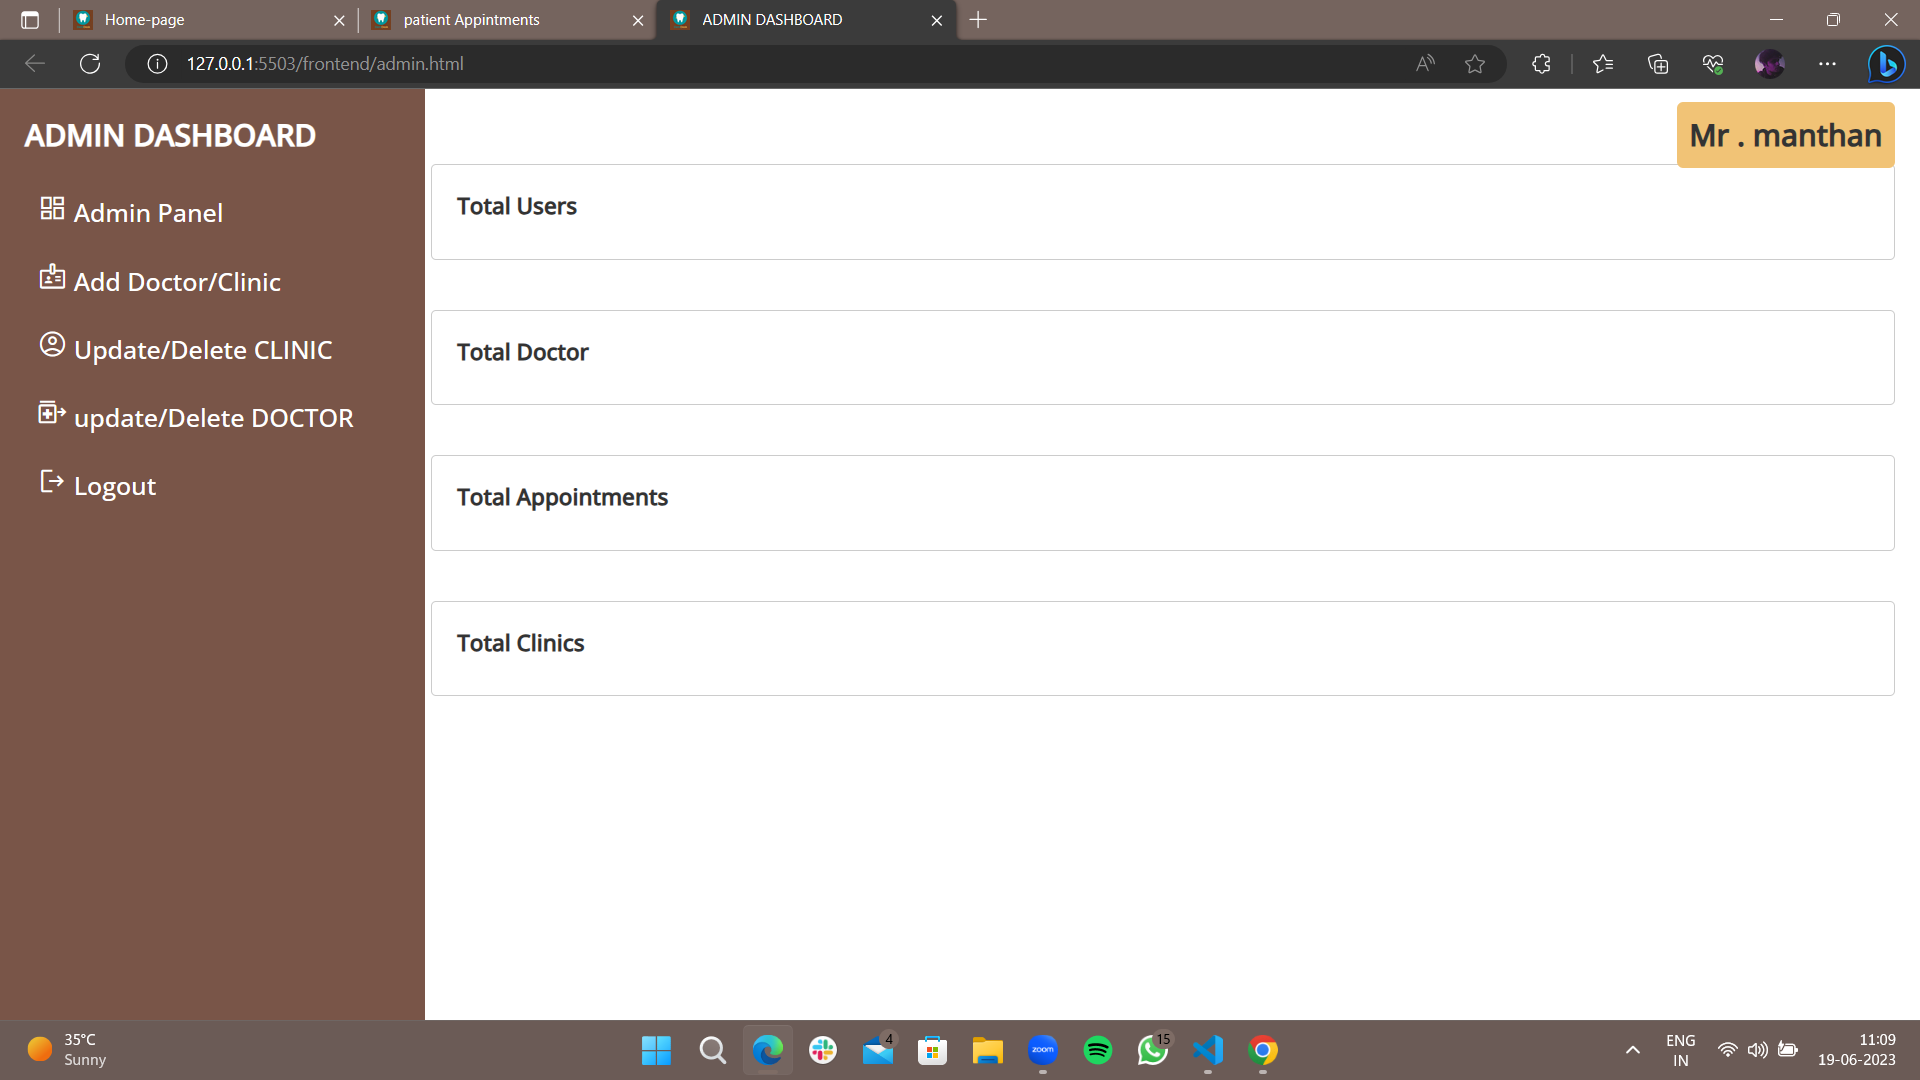 Home-page
patient Appintments
ADMIN DASHBOARD
127.0.0.1:5503/frontend/admin.html
ADMIN DASHBOARD
Admin Panel
Add Doctor/Clinic
Update/Delete CLINIC
update/Delete DOCTOR
Logout
Mr . manthan
Total Users
Total Doctor
Total Appointments
Total Clinics
35°C
Sunny
4
zoom
15
ENG
IN
11:09
19-06-2023